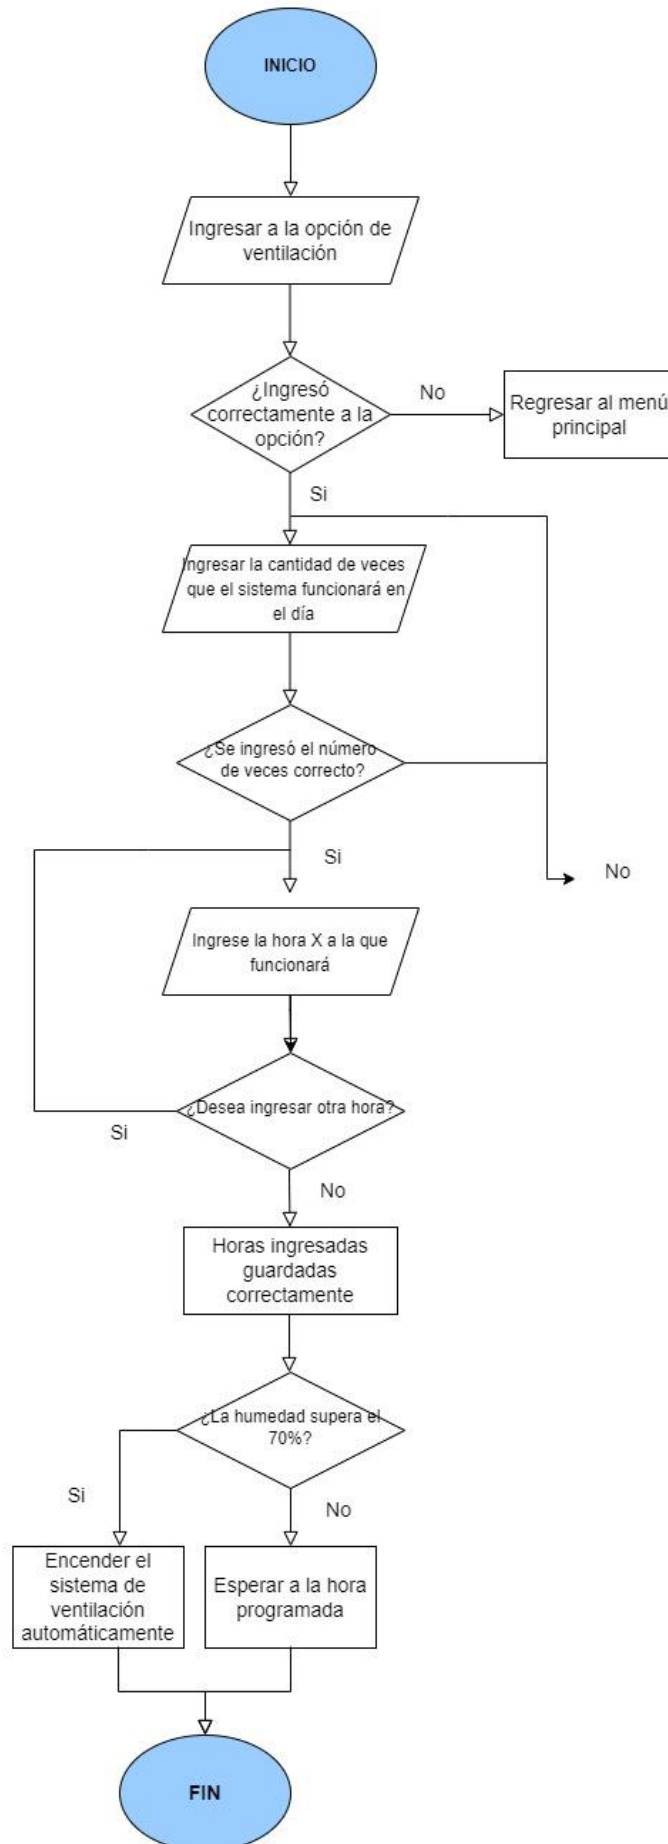 INICIO
Ingresar a la opción de
ventilación
¿Ingresó
correctamente a la
opción?
No
Regresar al menú
principal
Si
Ingresar la cantidad de veces
que el sistema funcionará en
el día
¿Se ingresó el número
de veces correcto?
Si
No
Ingrese la hora X a la que
funcionará
¿Desea ingresar otra hora?
Si
No
Horas ingresadas
guardadas
correctamente
¿La humedad supera el
70%?
Si
No
Encender el
sistema de
ventilación
automáticamente
Esperar a la hora
programada
FIN